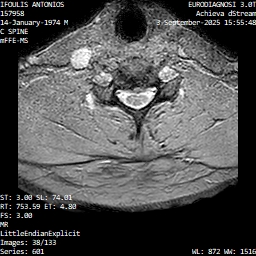 IFOULIS ANTONIOS
157958
14-January-1974 M
C SPINE
mFFE-MS
EURODIAGNOSI 3.0T
Achieva dStream
3-September-2025 15:55:48
ST: 3.00 SL: 74.01
RT: 753.59 ET: 4.80
FS: 3.00
MR
LittleEndianExplicit
Images: 38/133
Series: 601
WL: 872 WW: 1516